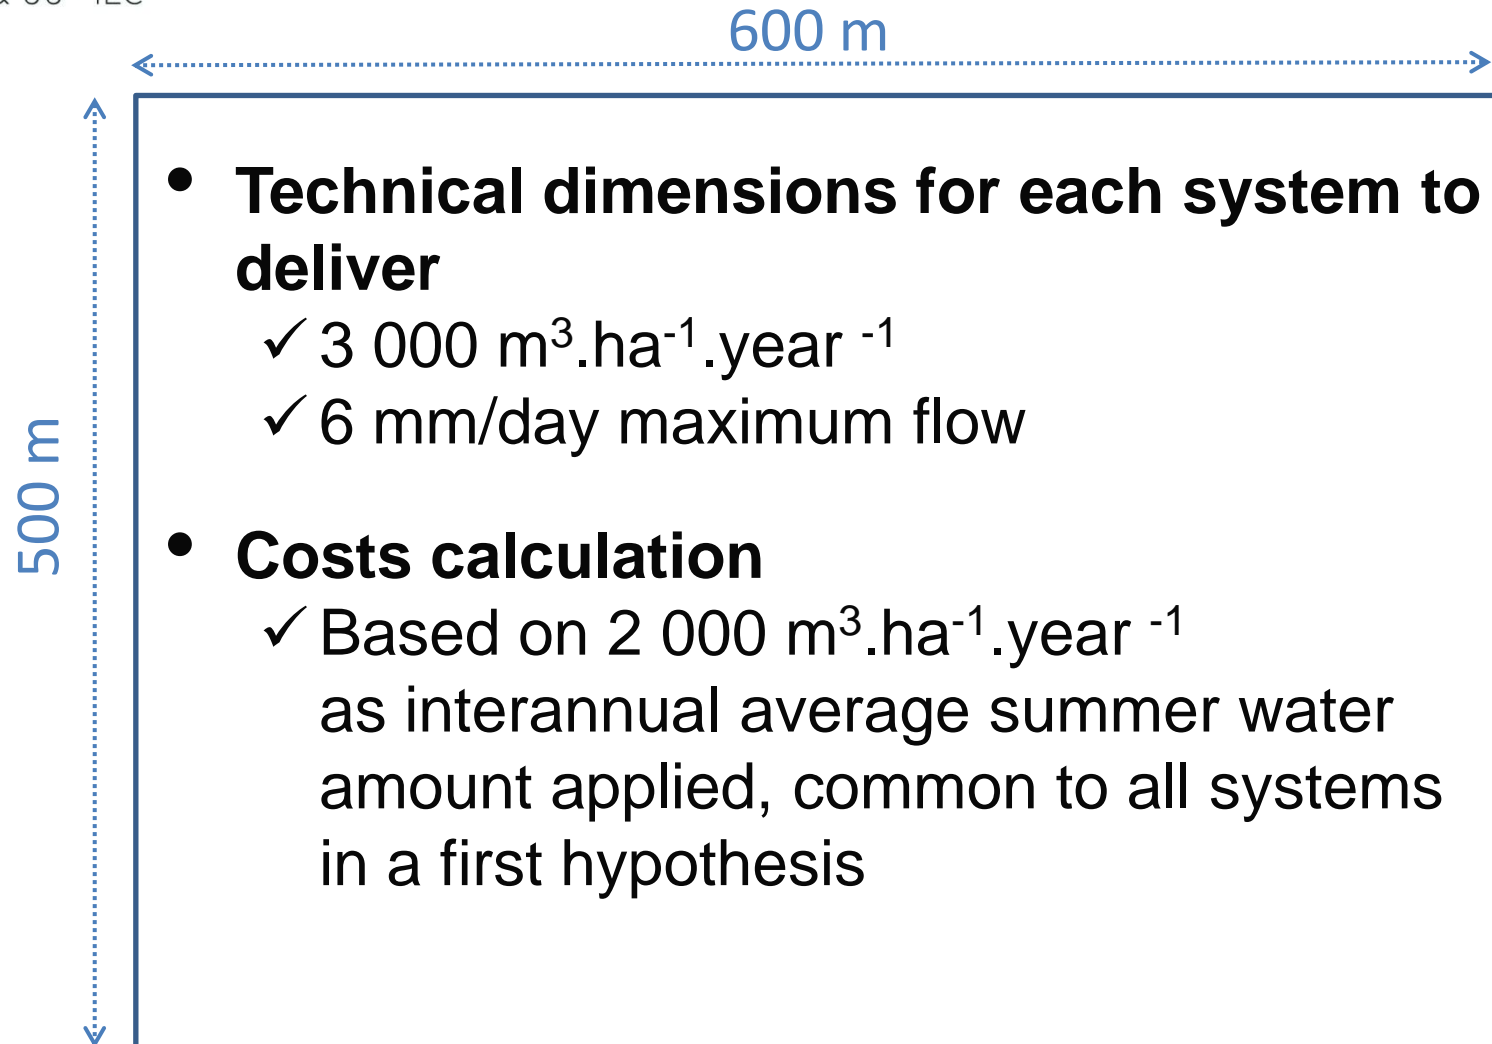 600 m
500 m
• Technical dimensions for each system to
deliver
✓ 3 000 m³.ha⁻¹.year ⁻¹
✓ 6 mm/day maximum flow
• Costs calculation
✓ Based on 2 000 m³.ha⁻¹.year ⁻¹
as interannual average summer water
amount applied, common to all systems
in a first hypothesis